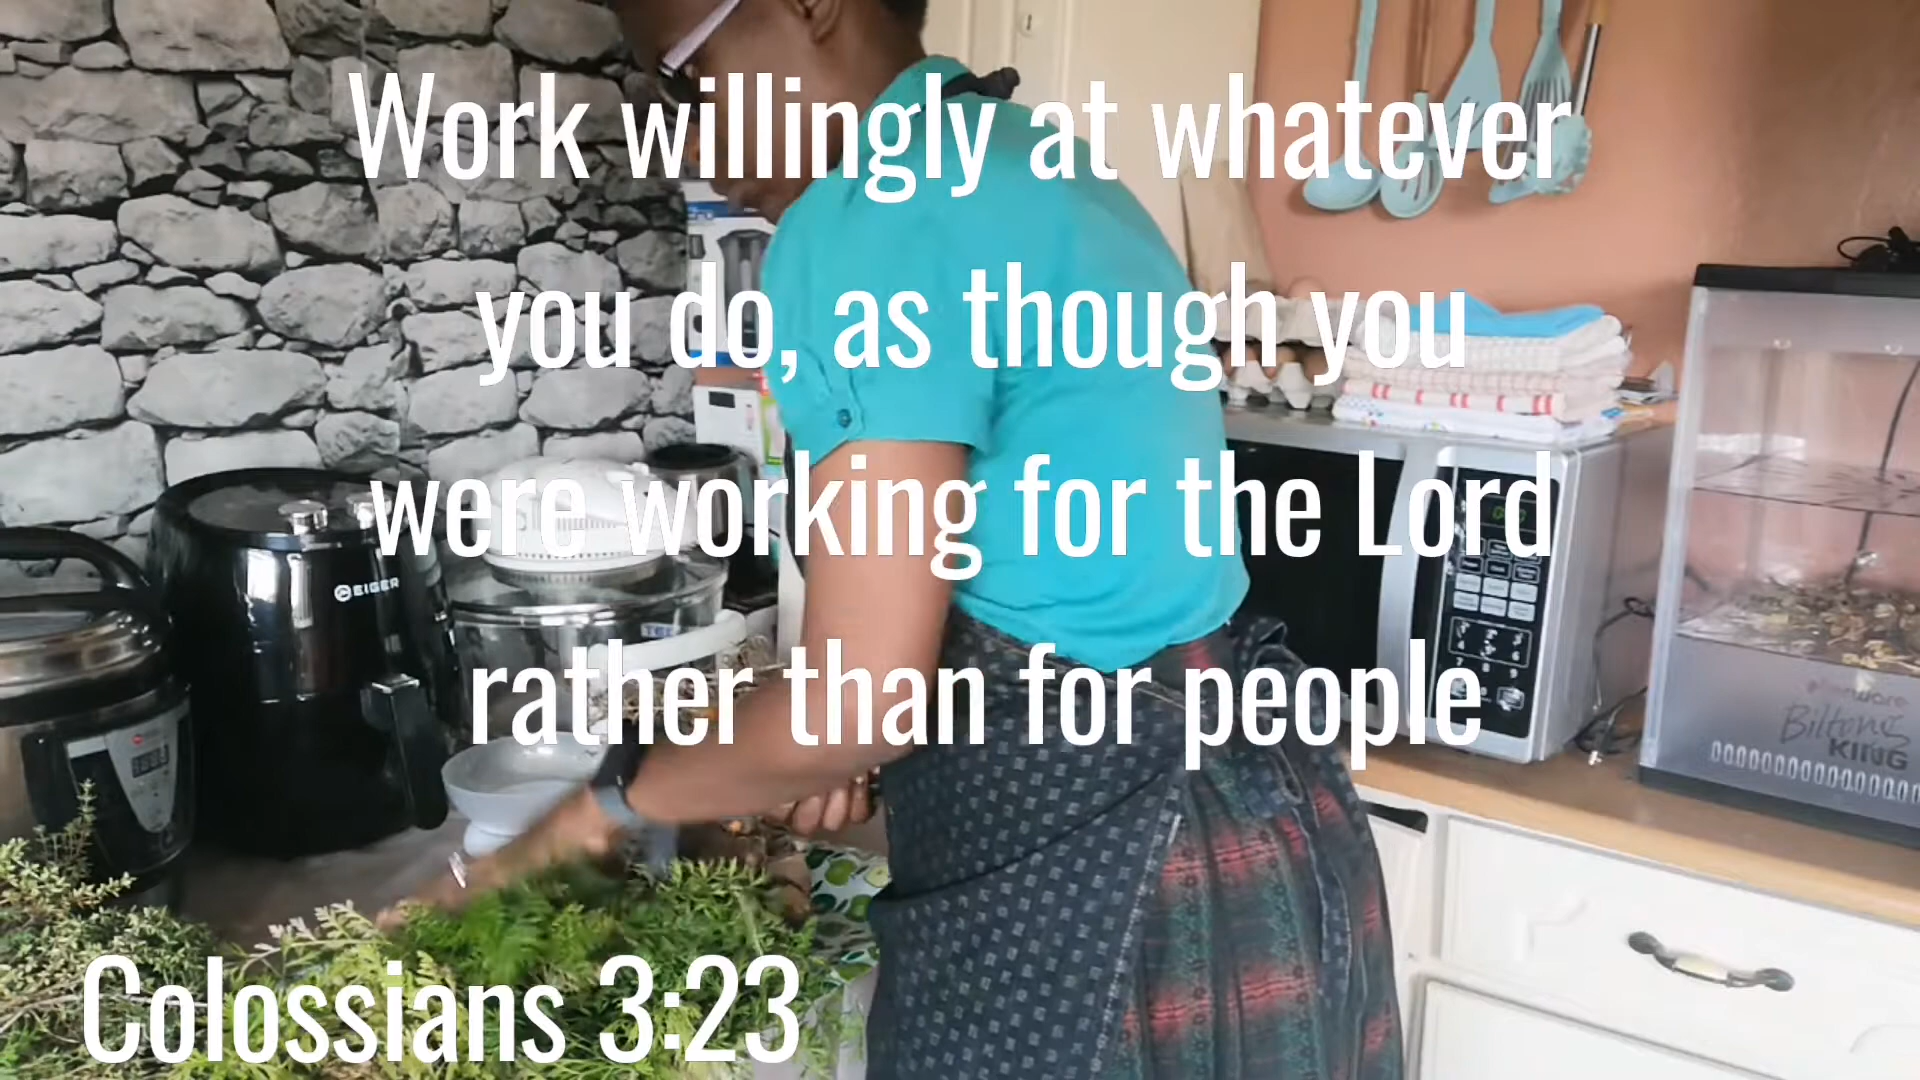 Work willingly at whatever
you do, as though you
were working for the Lord
rather than for people
EIGER
Biltong
KING
Colossians 3:23